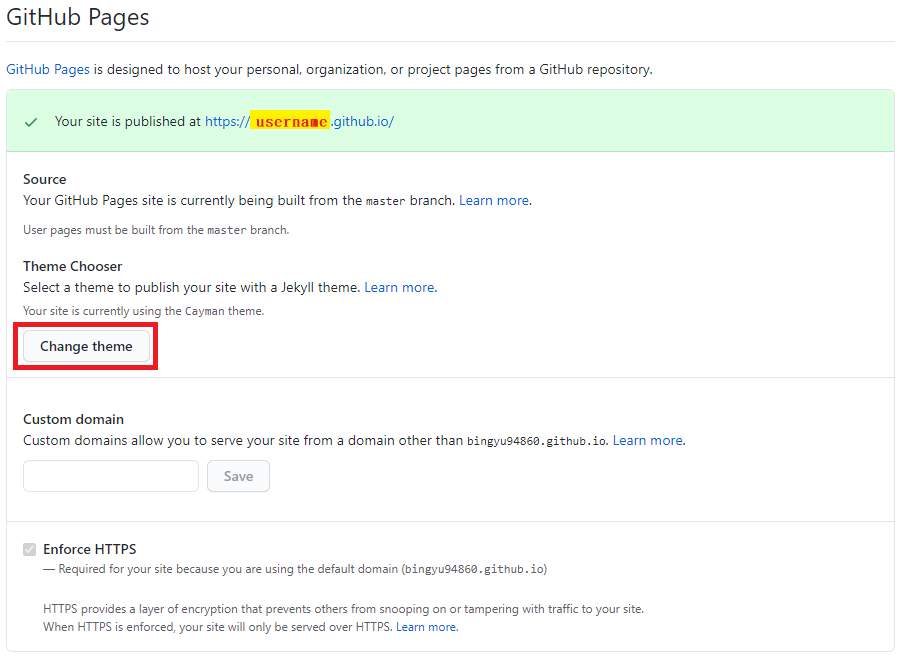 GitHub Pages
GitHub Pages is designed to host your personal, organization, or project pages from a GitHub repository.
Your site is published at https://username.github.io/
Source
Your GitHub Pages site is currently being built from the master branch. Learn more.
User pages must be built from the master branch.
Theme Chooser
Select a theme to publish your site with a Jekyll theme. Learn more.
Your site is currently using the Cayman theme.
Change theme
Custom domain
Custom domains allow you to serve your site from a domain other than bingyu94860.github.io. Learn more.
Save
Enforce HTTPS
— Required for your site because you are using the default domain (bingyu94860.github.io)
HTTPS provides a layer of encryption that prevents others from snooping on or tampering with traffic to your site.
When HTTPS is enforced, your site will only be served over HTTPS. Learn more.